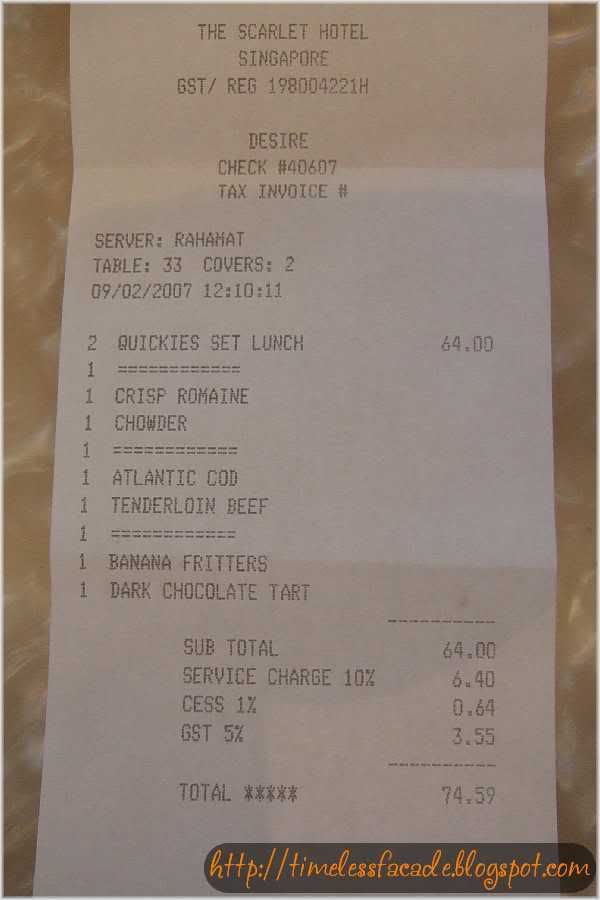 THE SCARLET HOTEL
SINGAPORE
GST/ REG 198004221H
DESIRE
CHECK #40607
TAX INVOICE #
SERVER: RAHAMAT
TABLE: 33 COVERS: 2
09/02/2007 12:10:11
2 QUICKIES SET LUNCH 64.00
1 ============
1 CRISP ROMAINE
1 CHOWDER
1 ============
1 ATLANTIC COD
1 TENDERLOIN BEEF
1 ============
1 BANANA FRITTERS
1 DARK CHOCOLATE TART
----------
SUB TOTAL 64.00
SERVICE CHARGE 10% 6.40
CESS 1% 0.64
GST 5% 3.55
----------
TOTAL ***** 74.59
http://timelessfacade.blogspot.com